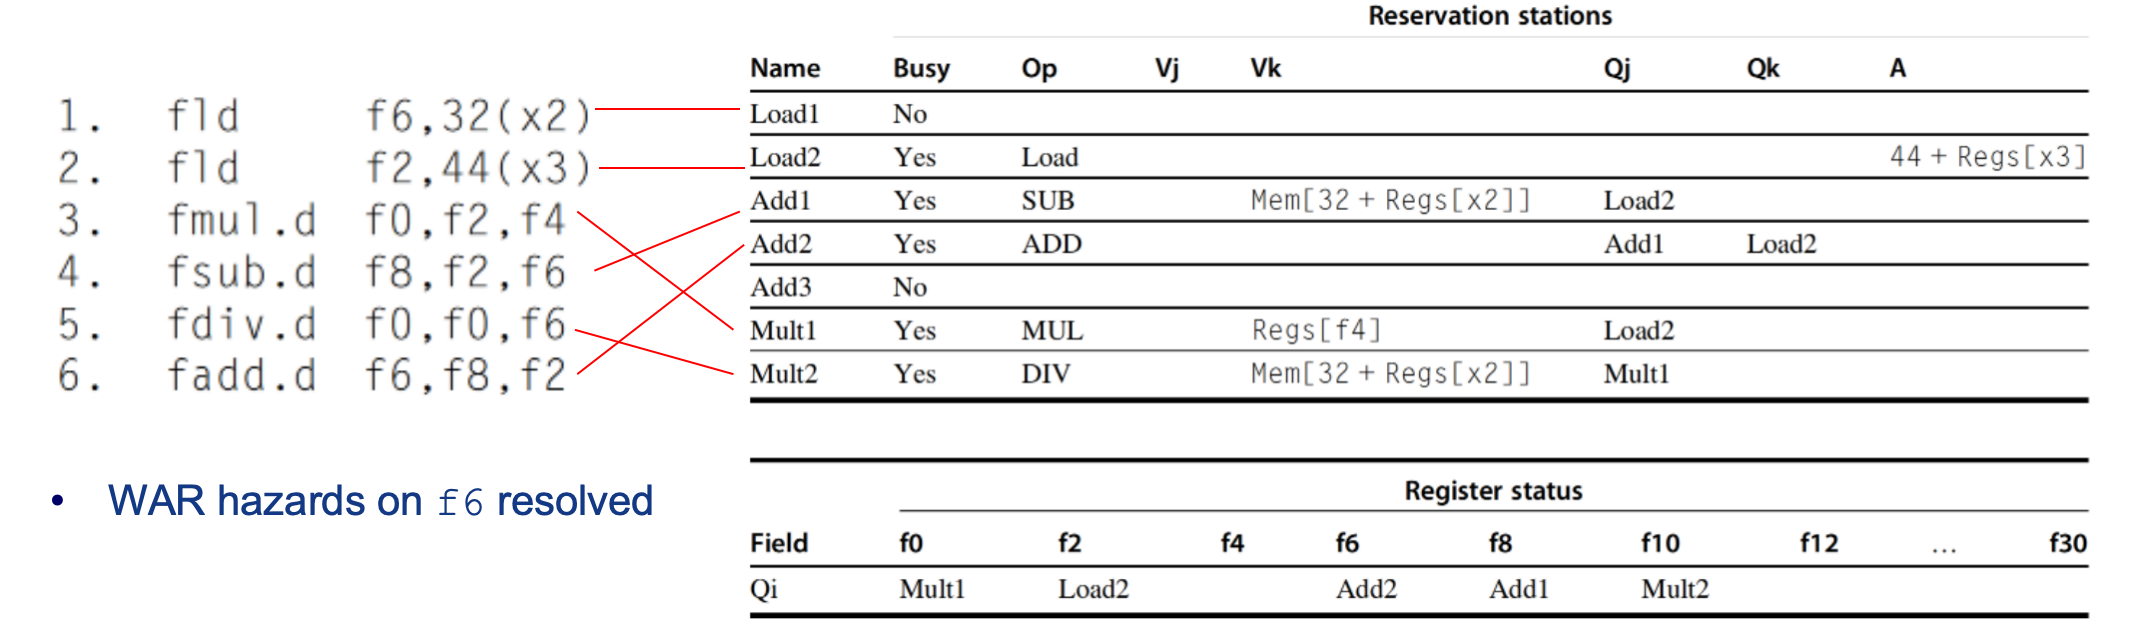 1. fld f6,32(x2)
2. fld f2,44(x3)
3. fmul.d f0,f2,f4
4. fsub.d f8,f2,f6
5. fdiv.d f0,f0,f6
6. fadd.d f6,f8,f2
• WAR hazards on f6 resolved
Reservation stations
Name Busy Op Vj Vk Qj Qk A
Load1 No
Load2 Yes Load 44 + Regs[x3]
Add1 Yes SUB Mem[32 + Regs[x2]] Load2
Add2 Yes ADD Add1 Load2
Add3 No
Mult1 Yes MUL Regs[f4] Load2
Mult2 Yes DIV Mem[32 + Regs[x2]] Mult1
Register status
Field f0 f2 f4 f6 f8 f10 f12 ... f30
Qi Mult1 Load2 Add2 Add1 Mult2